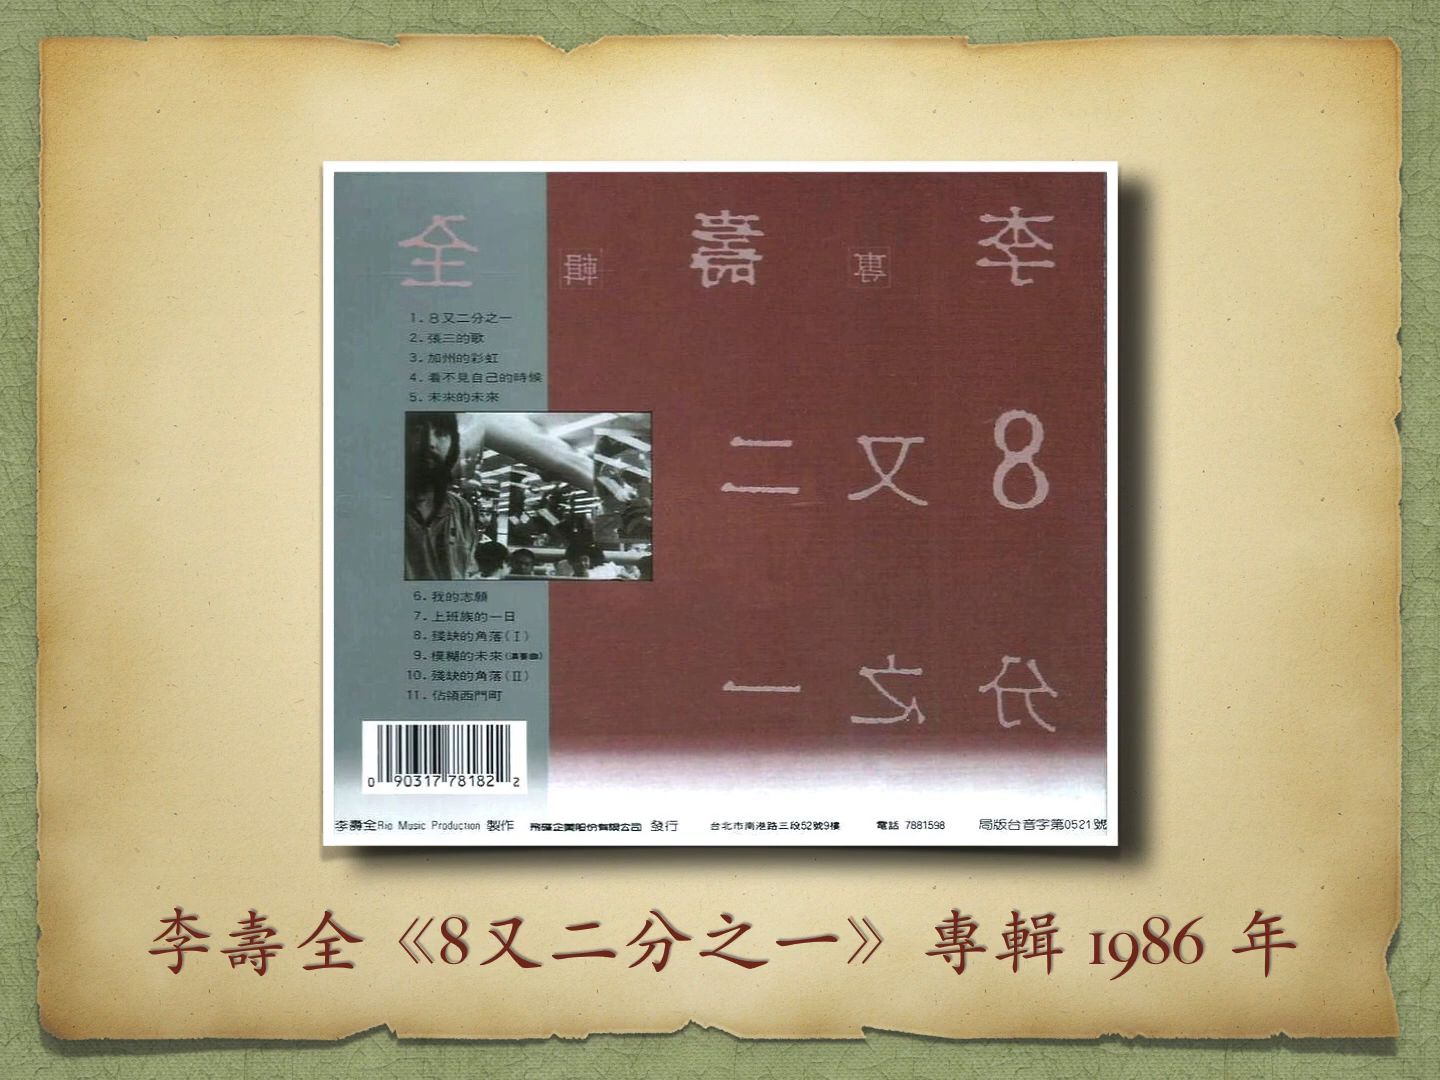 李 專 壽 輯 全
8 又 二
分 之 一
1. 8又二分之一
2. 張三的歌
3. 加州的彩虹
4. 看不見自己的時候
5. 未來的未來
6. 我的志願
7. 上班族的一日
8. 殘缺的角落(I)
9. 模糊的未來(演奏曲)
10. 殘缺的角落(II)
11. 佔領西門町
0 90317 78182 2
李壽全Rio Music Production 製作 飛碟企業股份有限公司 發行 台北市南港路三段52號9樓 電話 7881598 局版台音字第0521號
李壽全《8又二分之一》專輯 1986 年